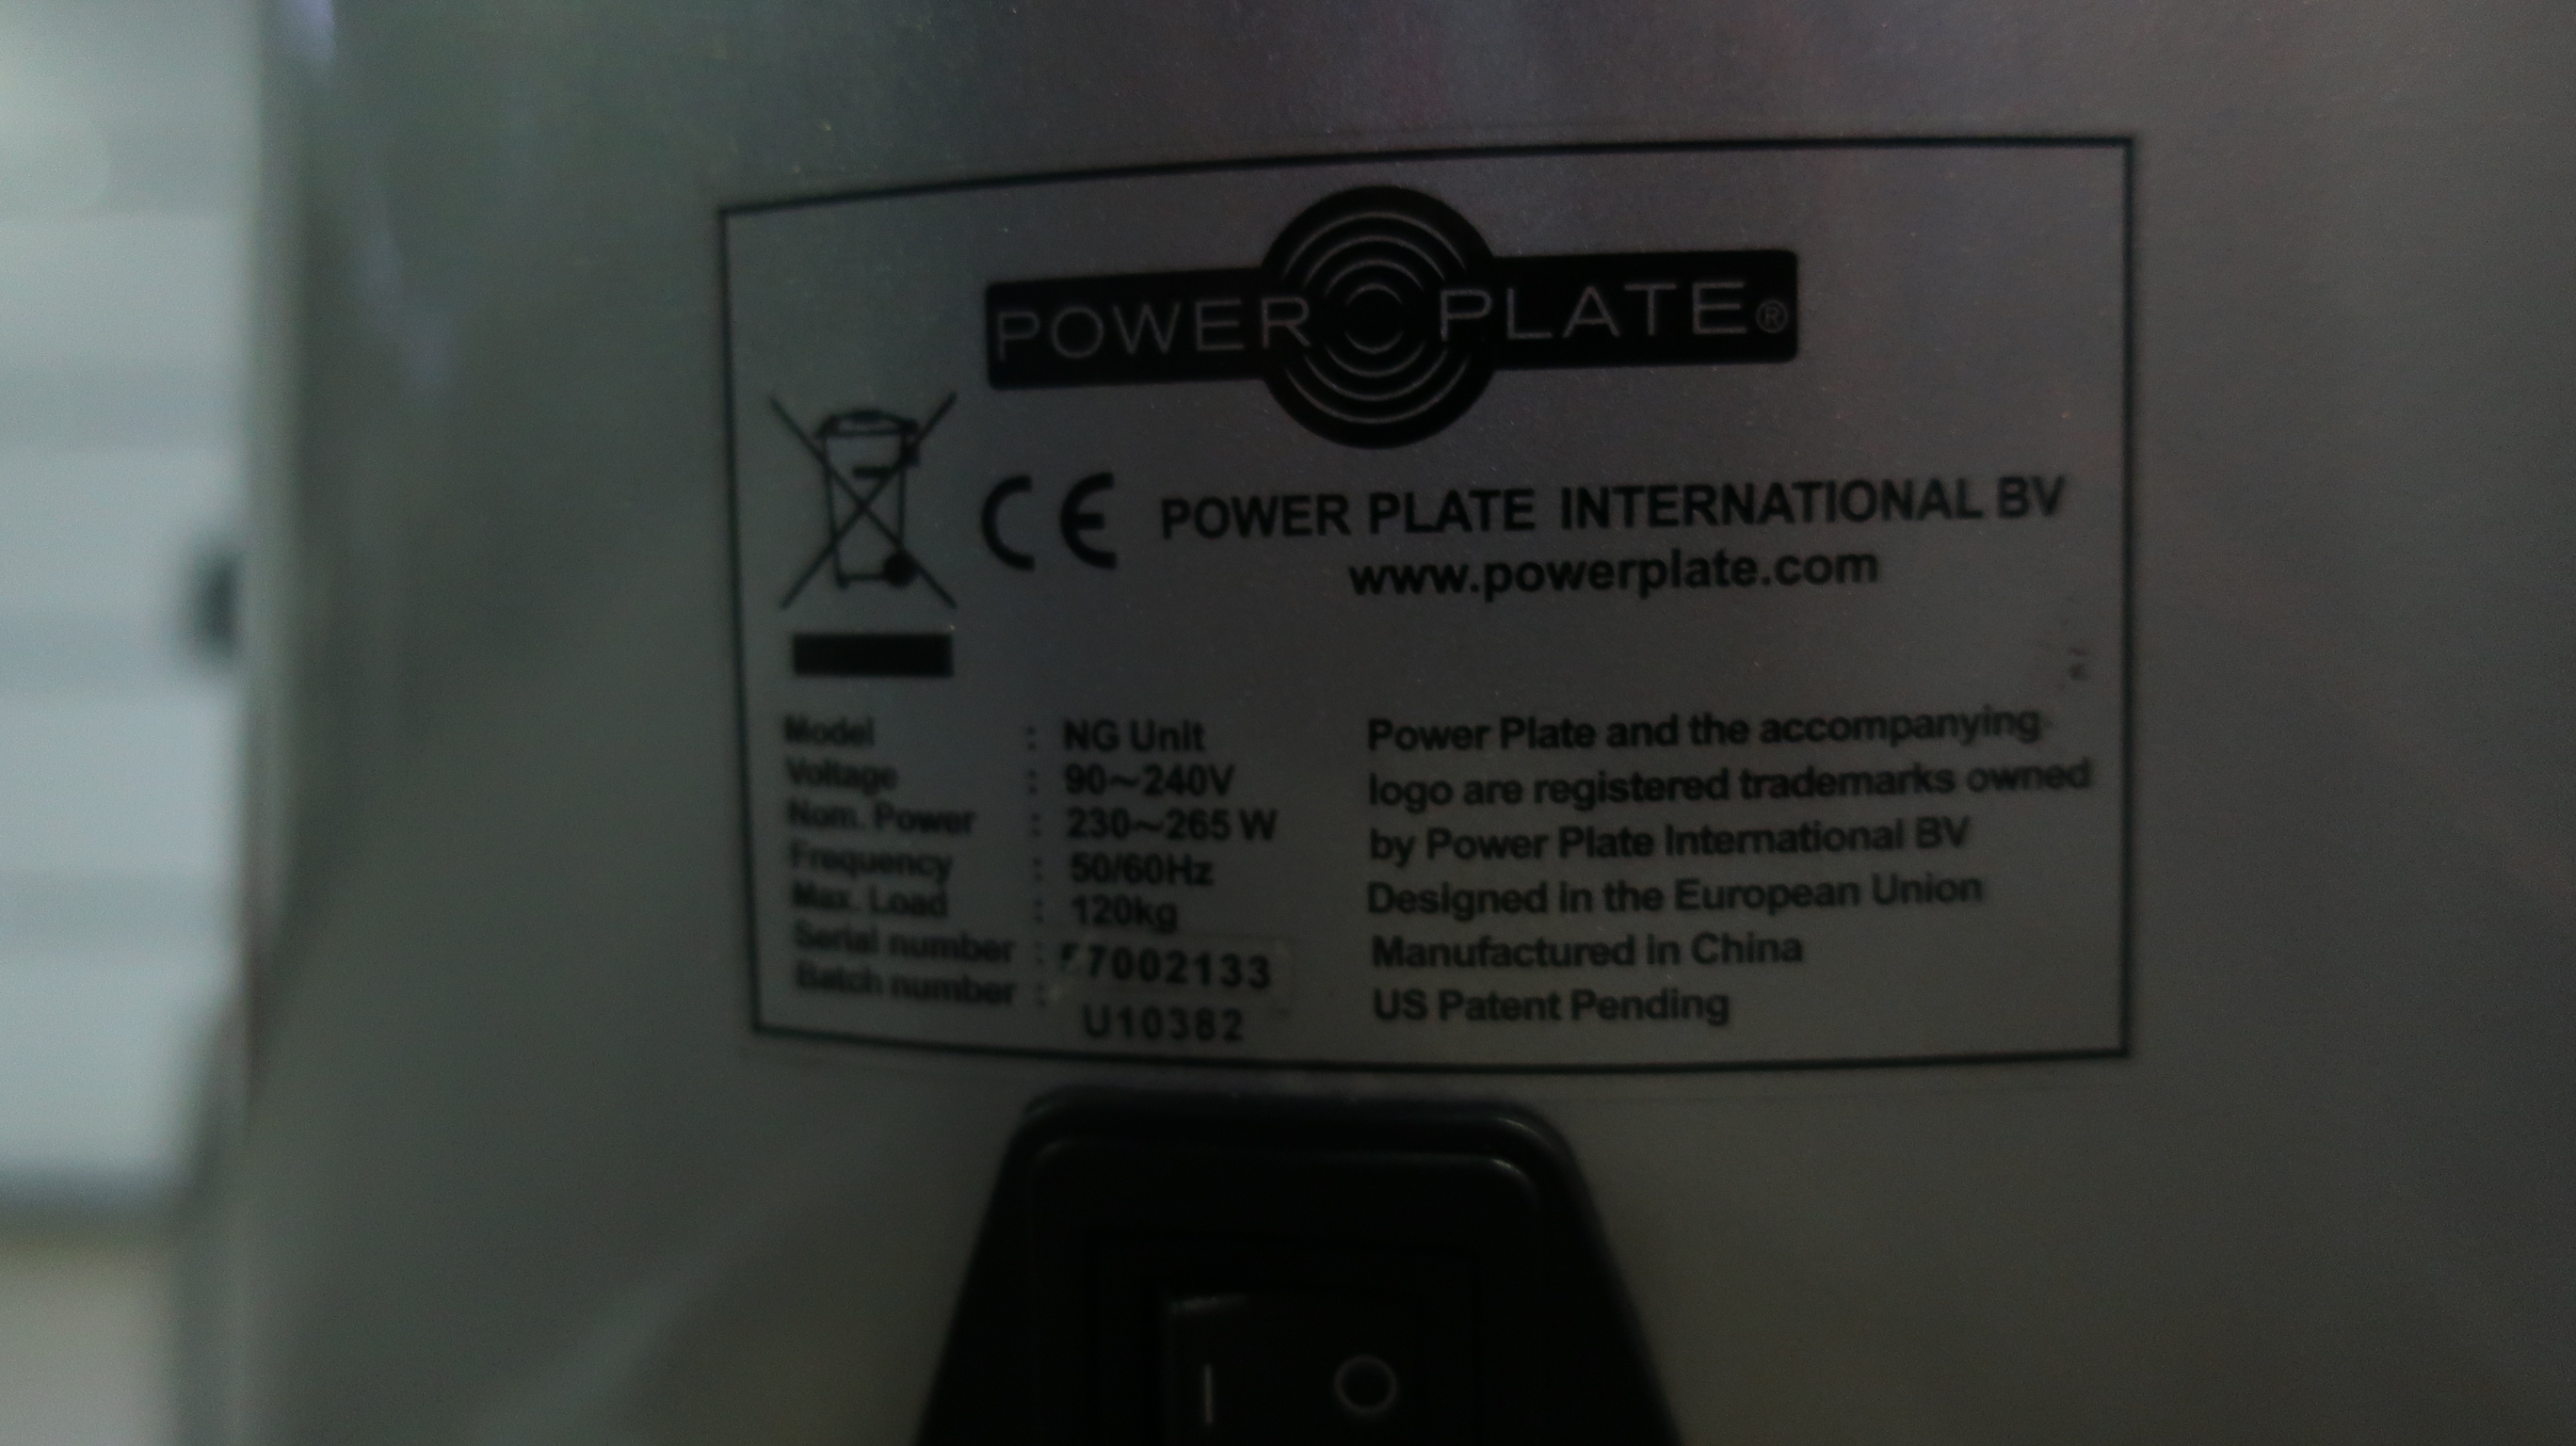 POWER PLATE®
CE POWER PLATE INTERNATIONAL BV
www.powerplate.com
Model : NG Unit
Voltage : 90~240V
Nom. Power : 230~265 W
Frequency : 50/60Hz
Max. Load : 120kg
Serial number :
Batch number :
U10382
Power Plate and the accompanying
logo are registered trademarks owned
by Power Plate International BV
Designed in the European Union
Manufactured in China
US Patent Pending
I O